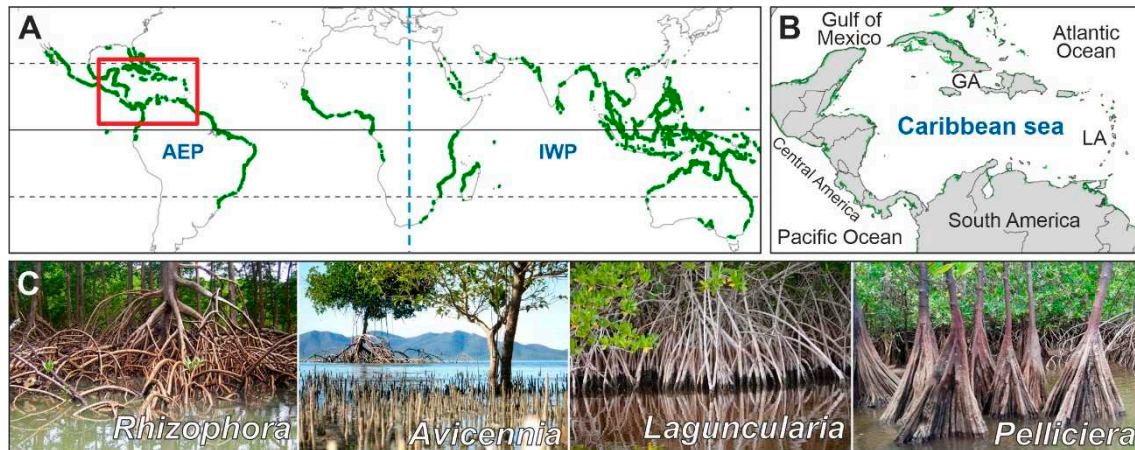 A
AEP
IWP
B
Gulf of
Mexico
Atlantic
Ocean
GA
Caribbean sea
LA
Central America
South America
Pacific Ocean
C
Rhizophora
Avicennia
Laguncularia
Pelliciera